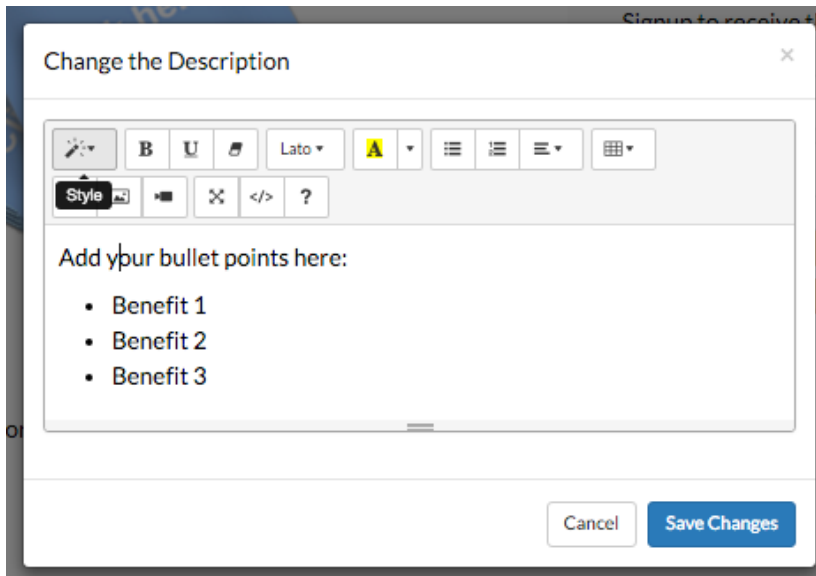 Signup to receive t
Change the Description ×
B U Lato ▾ A
Style </> ?
Add your bullet points here:
• Benefit 1
• Benefit 2
• Benefit 3
or
Cancel Save Changes